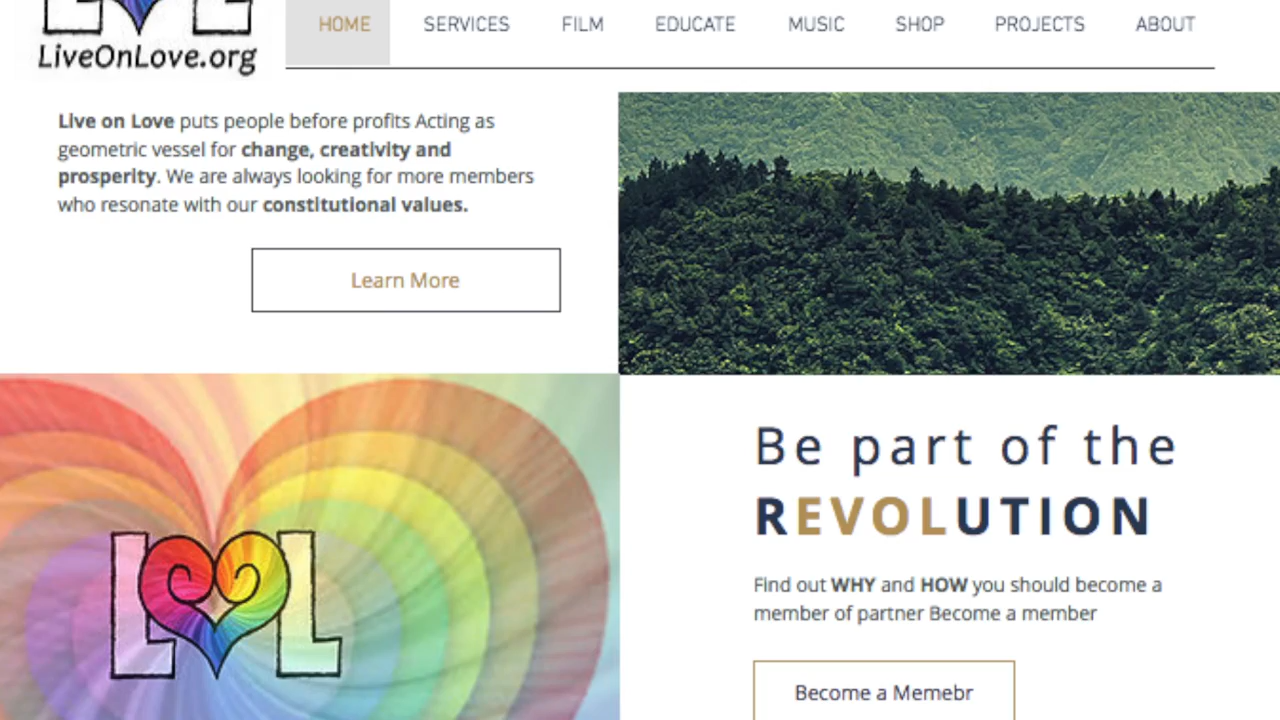 LOL
LiveOnLove.org
HOME SERVICES FILM EDUCATE MUSIC SHOP PROJECTS ABOUT
Live on Love puts people before profits Acting as
geometric vessel for change, creativity and
prosperity. We are always looking for more members
who resonate with our constitutional values.
Learn More
LOL
Be part of the
REVOLUTION
Find out WHY and HOW you should become a
member of partner Become a member
Become a Memebr